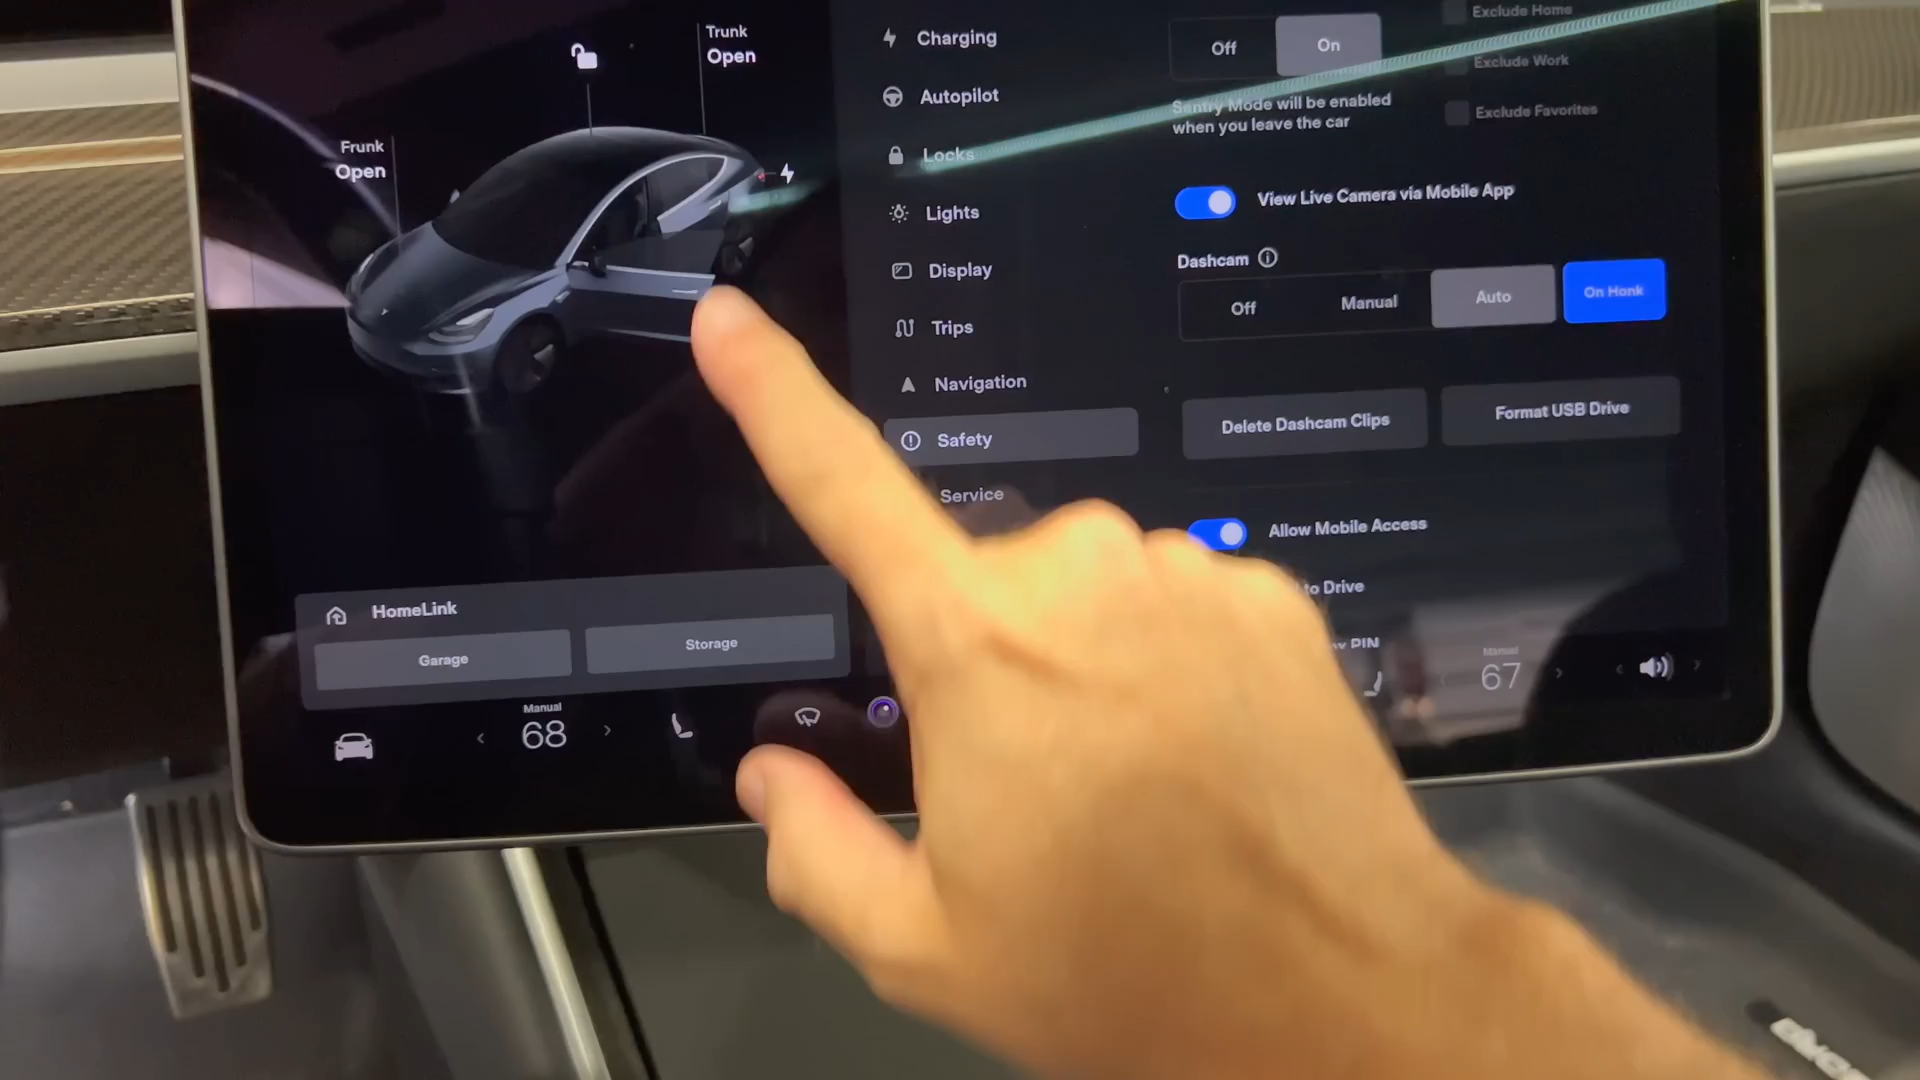 Trunk
Open
Frunk
Open
Charging
Autopilot
Locks
Lights
Display
Trips
Navigation
Safety
Service
Off
On
Exclude Home
Exclude Work
Exclude Favorites
Sentry Mode will be enabled
when you leave the car
View Live Camera via Mobile App
Dashcam
Off
Manual
Auto
On Honk
Delete Dashcam Clips
Format USB Drive
Allow Mobile Access
to Drive
PIN
HomeLink
Garage
Storage
Manual
68
Manual
67